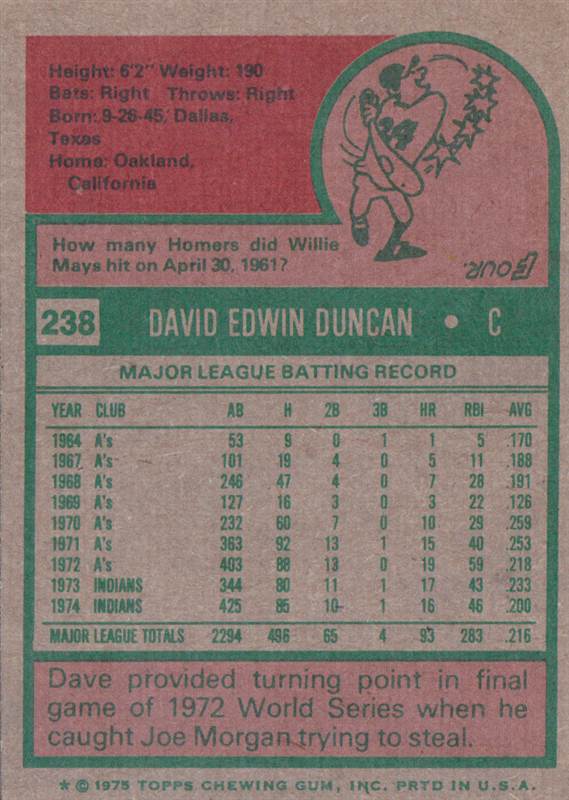 Height: 6'2" Weight: 190
Bats: Right Throws: Right
Born: 9-26-45, Dallas,
Texas
Home: Oakland,
California
24
How many Homers did Willie
Mays hit on April 30, 1961?
FOUR.
238 DAVID EDWIN DUNCAN • C
MAJOR LEAGUE BATTING RECORD
YEAR CLUB AB H 2B 3B HR RBI AVG
1964 A's 53 9 0 1 1 5 .170
1967 A's 101 19 4 0 5 11 .188
1968 A's 246 47 4 0 7 28 .191
1969 A's 127 16 3 0 3 22 .126
1970 A's 232 60 7 0 10 29 .259
1971 A's 363 92 13 1 15 40 .253
1972 A's 403 88 13 0 19 59 .218
1973 INDIANS 344 80 11 1 17 43 .233
1974 INDIANS 425 85 10 1 16 46 .200
MAJOR LEAGUE TOTALS 2294 496 65 4 93 283 .216
Dave provided turning point in final
game of 1972 World Series when he
caught Joe Morgan trying to steal.
* © 1975 TOPPS CHEWING GUM, INC. PRTD IN U.S.A.